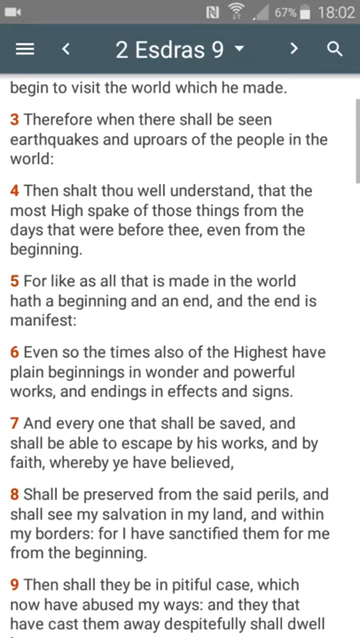 67% 18:02
2 Esdras 9
begin to visit the world which he made.
3 Therefore when there shall be seen
earthquakes and uproars of the people in the
world:
4 Then shalt thou well understand, that the
most High spake of those things from the
days that were before thee, even from the
beginning.
5 For like as all that is made in the world
hath a beginning and an end, and the end is
manifest:
6 Even so the times also of the Highest have
plain beginnings in wonder and powerful
works, and endings in effects and signs.
7 And every one that shall be saved, and
shall be able to escape by his works, and by
faith, whereby ye have believed,
8 Shall be preserved from the said perils, and
shall see my salvation in my land, and within
my borders: for I have sanctified them for me
from the beginning.
9 Then shall they be in pitiful case, which
now have abused my ways: and they that
have cast them away despitefully shall dwell